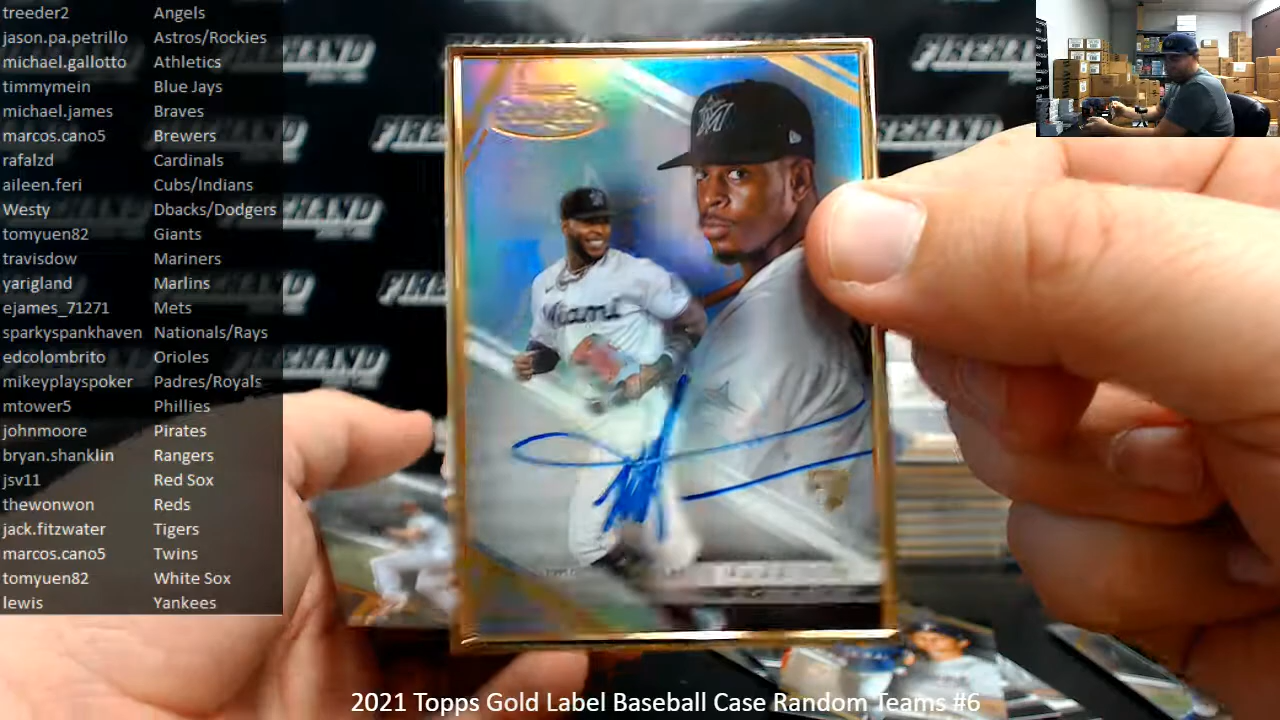 treeder2 Angels
jason.pa.petrillo Astros/Rockies
michael.gallotto Athletics
timmymein Blue Jays
michael.james Braves
marcos.cano5 Brewers
rafalzd Cardinals
aileen.feri Cubs/Indians
Westy Dbacks/Dodgers
tomyuen82 Giants
travisdow Mariners
yarigland Marlins
ejames_71271 Mets
sparkyspankhaven Nationals/Rays
edcolombrito Orioles
mikeyplayspoker Padres/Royals
mtower5 Phillies
johnmoore Pirates
bryan.shanklin Rangers
jsv11 Red Sox
thewonwon Reds
jack.fitzwater Tigers
marcos.cano5 Twins
tomyuen82 White Sox
lewis Yankees
FIREHAND
FIREHAND
Miami
2021 Topps Gold Label Baseball Case Random Teams #6